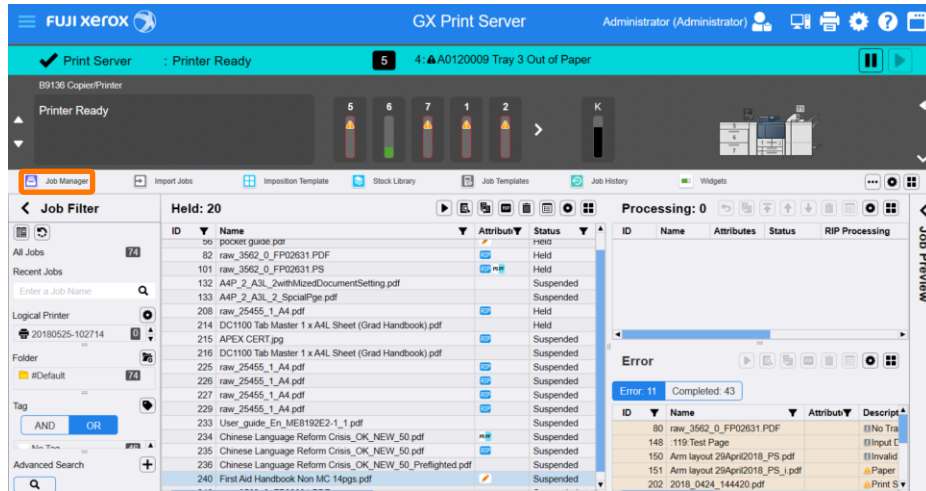 FUJI XEROX GX Print Server Administrator (Administrator)
Print Server : Printer Ready 5 4: A0120009 Tray 3 Out of Paper
B9136 Copier/Printer
Printer Ready
5 6 7 1 2 K
Job Manager Import Jobs Imposition Template Stock Library Job Templates Job History Widgets
Job Filter
All Jobs 74
Recent Jobs
Enter a Job Name
Logical Printer
20180525-102714 0
Folder
#Default 74
Tag
AND OR
No Tag
Advanced Search
Held: 20
ID Name Attribut Status
56 pocket guide.pdf Held
82 raw_3562_0_FP02631.PDF Held
101 raw_3562_0_FP02631.PS Held
132 A4P_2_A3L_2withMizedDocumentSetting.pdf Suspended
133 A4P_2_A3L_2_SpcialPge.pdf Suspended
208 raw_25455_1_A4.pdf Held
214 DC1100 Tab Master 1 x A4L Sheet (Grad Handbook).pdf Held
215 APEX CERT.jpg Suspended
216 DC1100 Tab Master 1 x A4L Sheet (Grad Handbook).pdf Suspended
225 raw_25455_1_A4.pdf Suspended
226 raw_25455_1_A4.pdf Suspended
227 raw_25455_1_A4.pdf Suspended
229 raw_25455_1_A4.pdf Suspended
233 User_guide_En_ME8192E2-1_1.pdf Suspended
234 Chinese Language Reform Crisis_OK_NEW_50.pdf Suspended
235 Chinese Language Reform Crisis_OK_NEW_50.pdf Suspended
236 Chinese Language Reform Crisis_OK_NEW_50_Preflighted.pdf Suspended
240 First Aid Handbook Non MC 14pgs.pdf Suspended
Processing: 0
ID Name Attributes Status RIP Processing
Error
Error: 11 Completed: 43
ID Name Attribut Descript
80 raw_3562_0_FP02631.PDF No Tra
148 :119:Test Page Input D
150 Arm layout 29April2018_PS.pdf Invalid
151 Arm layout 29April2018_PS_i.pdf Paper
202 2018_0424_144420.pdf Print S
Job Preview